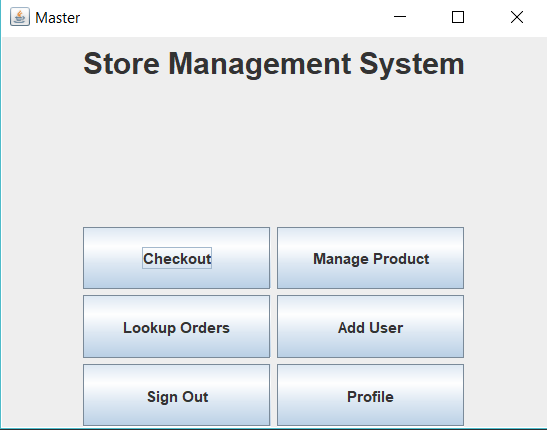 Master
Store Management System
Checkout
Manage Product
Lookup Orders
Add User
Sign Out
Profile